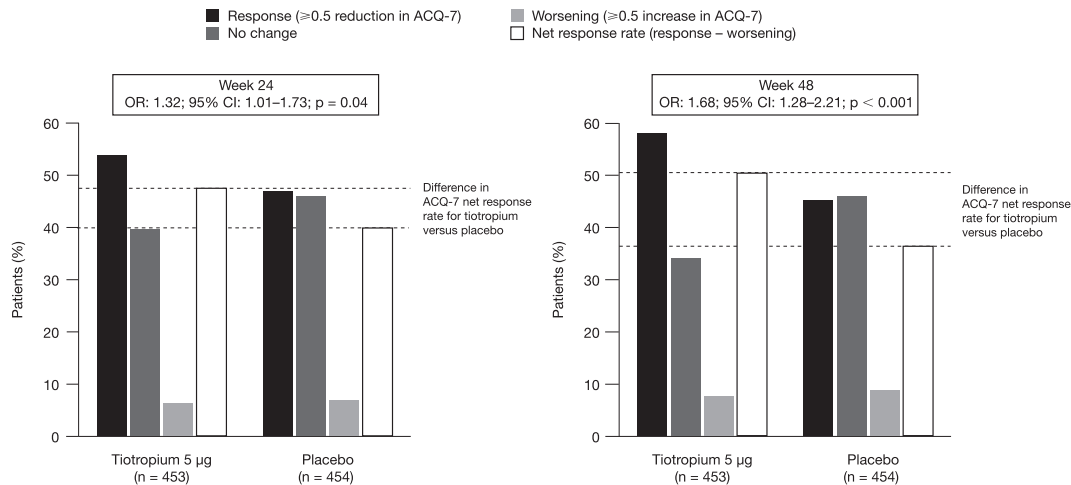 Response (≥0.5 reduction in ACQ-7)
No change
Worsening (≥0.5 increase in ACQ-7)
Net response rate (response – worsening)
Week 24
OR: 1.32; 95% CI: 1.01–1.73; p = 0.04
Patients (%)
60
50
40
30
20
10
0
Difference in
ACQ-7 net response
rate for tiotropium
versus placebo
Tiotropium 5 µg
(n = 453)
Placebo
(n = 454)
Week 48
OR: 1.68; 95% CI: 1.28–2.21; p < 0.001
Patients (%)
60
50
40
30
20
10
0
Difference in
ACQ-7 net response
rate for tiotropium
versus placebo
Tiotropium 5 µg
(n = 453)
Placebo
(n = 454)